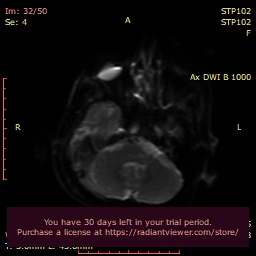 Im: 32/50
Se: 4
STP102
STP102
F
A
Ax DWI B 1000
R
L
You have 30 days left in your trial period.
Purchase a license at https://radiantviewer.com/store/